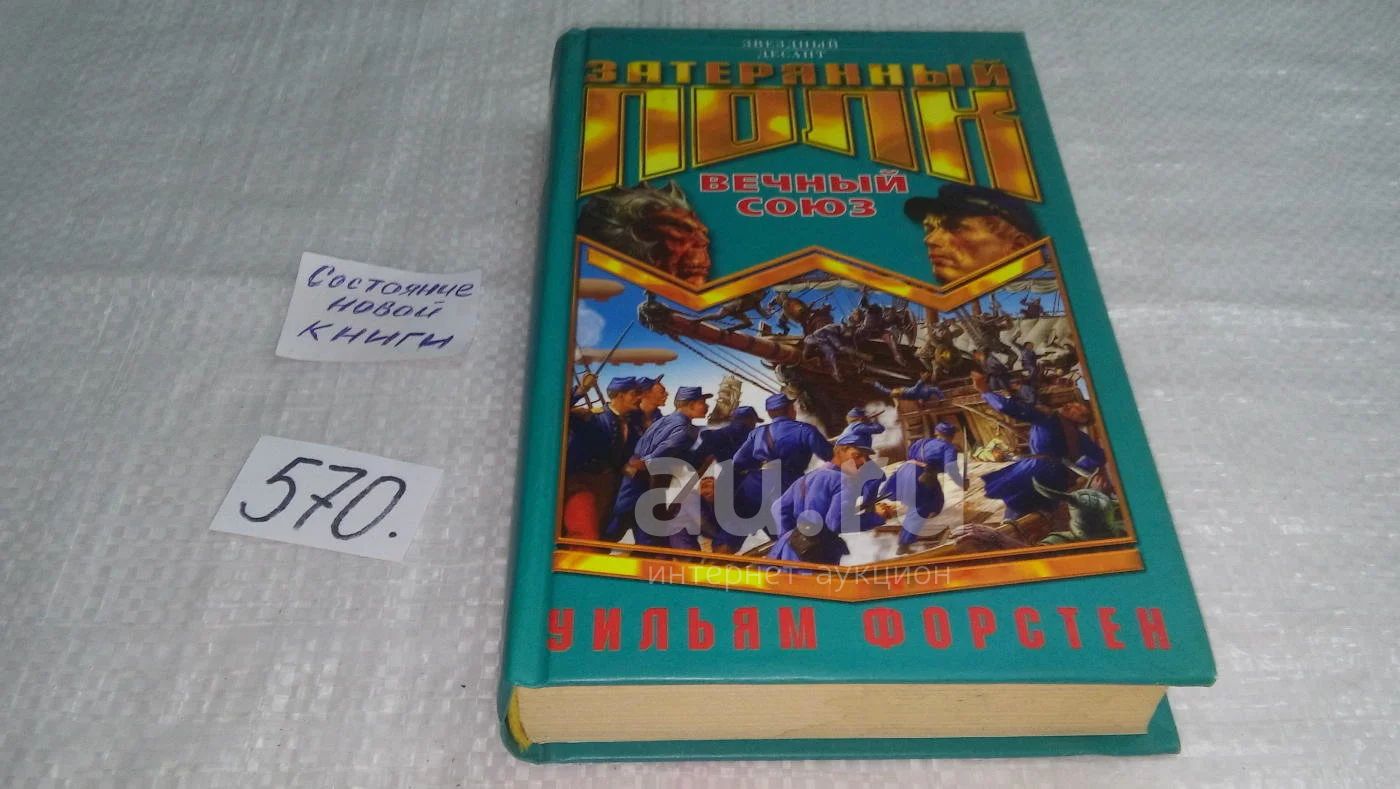 ЗВЕЗДНЫЙ
ДЕСАНТ
ЗАТЕРЯННЫЙ
ПОЛК
ВЕЧНЫЙ
СОЮЗ
Состояние
новой
книги
570.
au.ru
интернет-аукцион
УИЛЬЯМ ФОРСТЕН